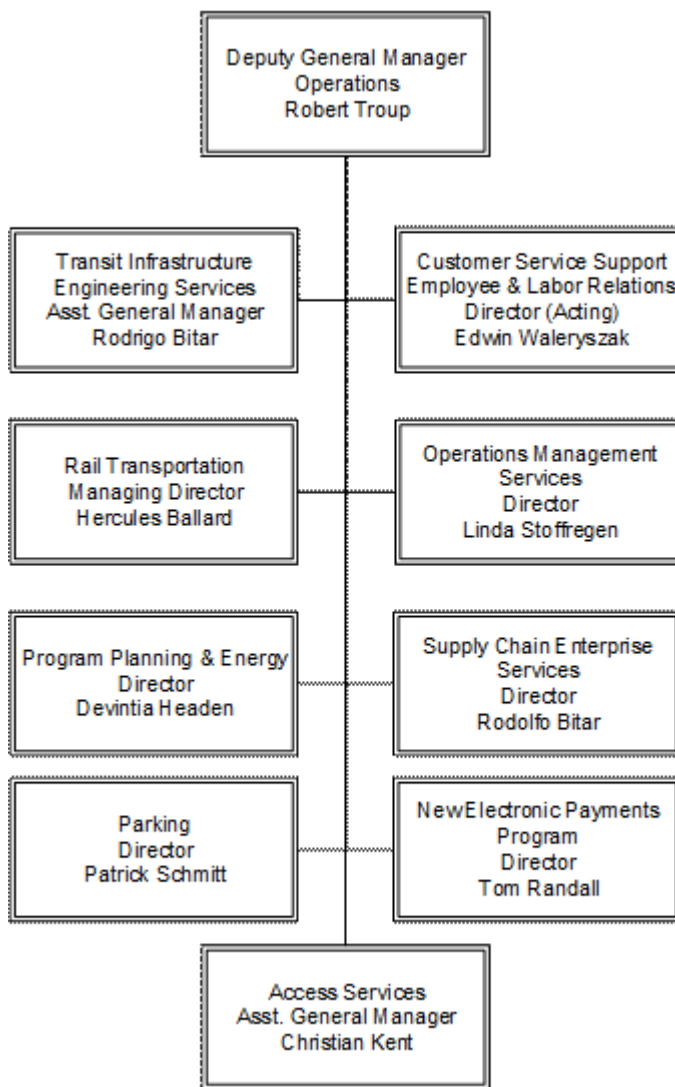 Deputy General Manager
Operations
Robert Troup
Transit Infrastructure
Engineering Services
Asst. General Manager
Rodrigo Bitar
Customer Service Support
Employee & Labor Relations
Director (Acting)
Edwin Waleryszak
Rail Transportation
Managing Director
Hercules Ballard
Operations Management
Services
Director
Linda Stoffregen
Program Planning & Energy
Director
Devintia Headen
Supply Chain Enterprise
Services
Director
Rodolfo Bitar
Parking
Director
Patrick Schmitt
New Electronic Payments
Program
Director
Tom Randall
Access Services
Asst. General Manager
Christian Kent